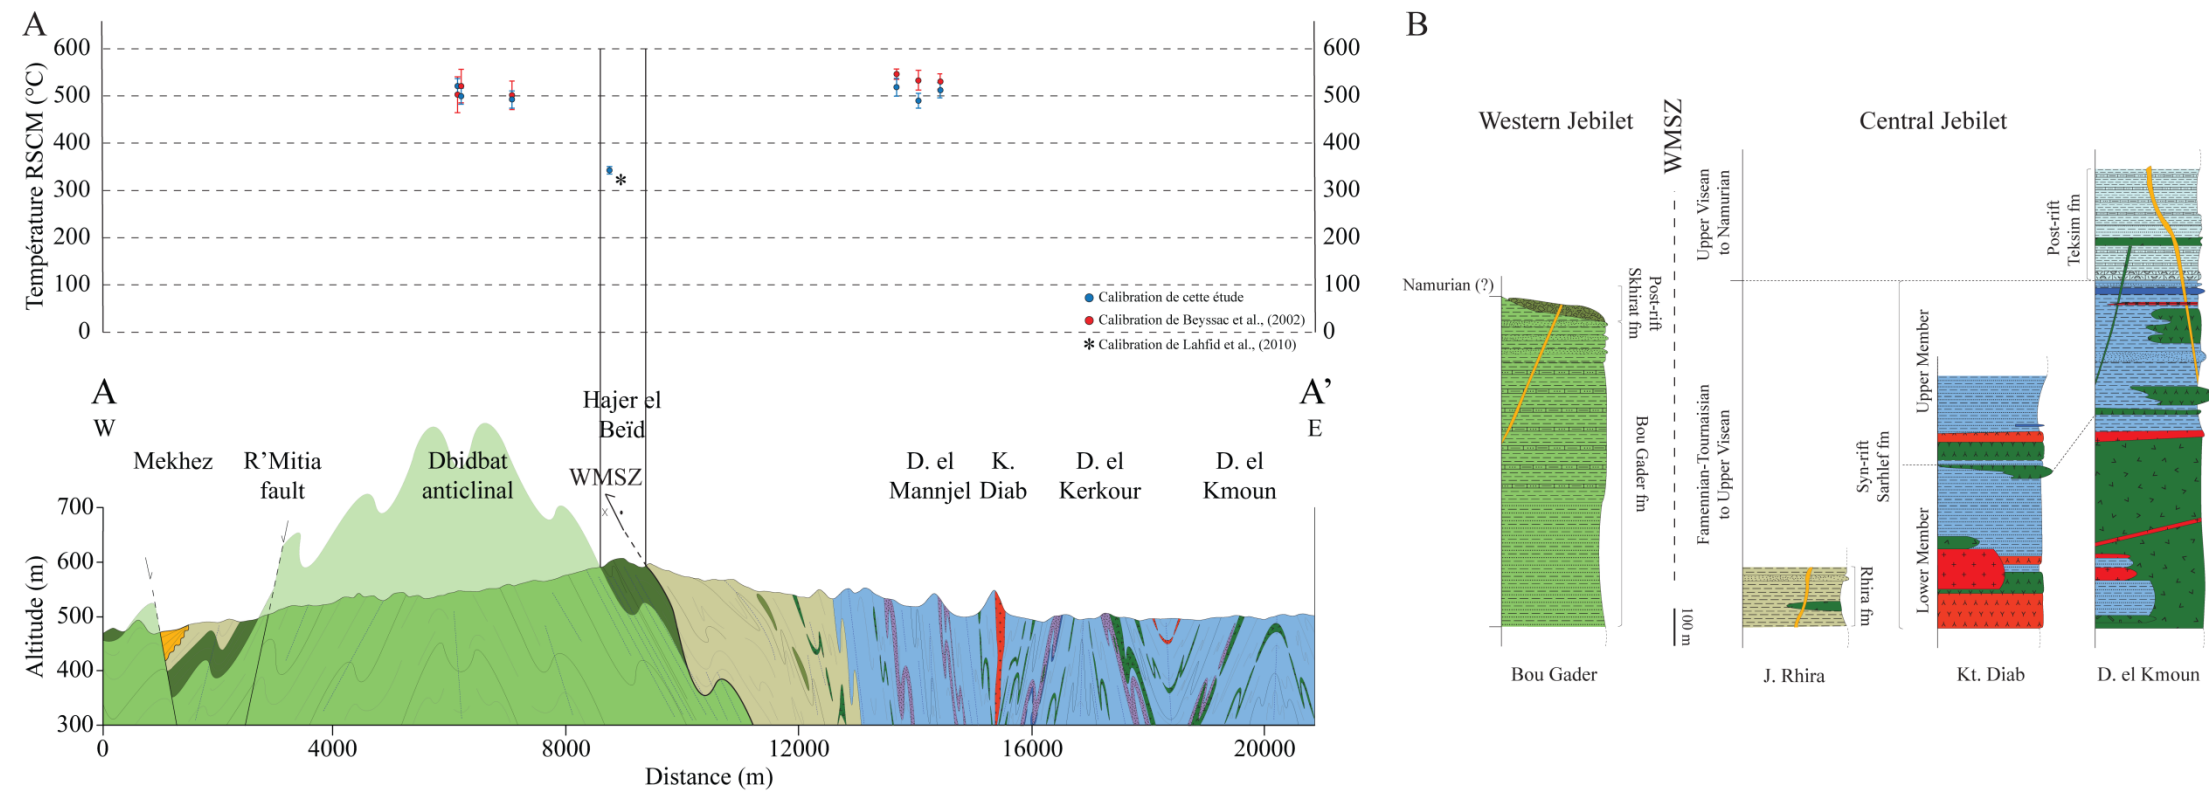 A
Température RSCM (°C)
600
500
400
300
200
100
0
*
600
500
400
300
200
100
0
Calibration de cette étude
Calibration de Beyssac et al., (2002)
* Calibration de Lahfid et al., (2010)
A
W
A’
E
Mekhez
R’Mitia
fault
Dbidbat
anticlinal
Hajer el
Beïd
WMSZ
D. el
Mannjel
K.
Diab
D. el
Kerkour
D. el
Kmoun
Altitude (m)
700
600
500
400
300
0
4000
8000
12000
16000
20000
Distance (m)
B
Western Jebilet
WMSZ
Central Jebilet
Namurian (?)
Post-rift
Skhirat fm
Bou Gader fm
Bou Gader
100 m
Upper Visean
to Namurian
Famennian-Tournaisian
to Upper Visean
Rhira fm
J. Rhira
Syn-rift
Sarhlef fm
Upper Member
Lower Member
Kt. Diab
Post-rift
Teksim fm
D. el Kmoun